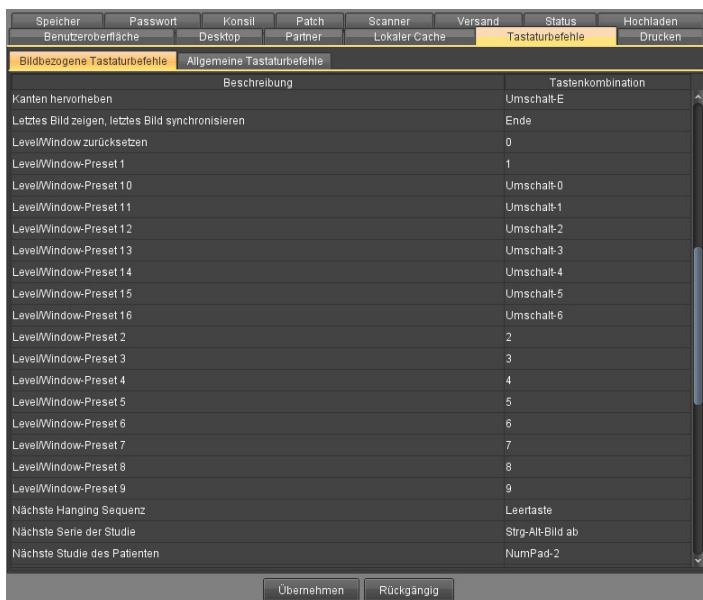 Speicher Passwort Konsil Patch Scanner Versand Status Hochladen
Benutzeroberfläche Desktop Partner Lokaler Cache Tastaturbefehle Drucken
Bildbezogene Tastaturbefehle Allgemeine Tastaturbefehle
Beschreibung Tastenkombination
Kanten hervorheben Umschalt-E
Letztes Bild zeigen, letztes Bild synchronisieren Ende
Level/Window zurücksetzen 0
Level/Window-Preset 1 1
Level/Window-Preset 10 Umschalt-0
Level/Window-Preset 11 Umschalt-1
Level/Window-Preset 12 Umschalt-2
Level/Window-Preset 13 Umschalt-3
Level/Window-Preset 14 Umschalt-4
Level/Window-Preset 15 Umschalt-5
Level/Window-Preset 16 Umschalt-6
Level/Window-Preset 2 2
Level/Window-Preset 3 3
Level/Window-Preset 4 4
Level/Window-Preset 5 5
Level/Window-Preset 6 6
Level/Window-Preset 7 7
Level/Window-Preset 8 8
Level/Window-Preset 9 9
Nächste Hanging Sequenz Leertaste
Nächste Serie der Studie Strg-Alt-Bild ab
Nächste Studie des Patienten NumPad-2
Übernehmen Rückgängig